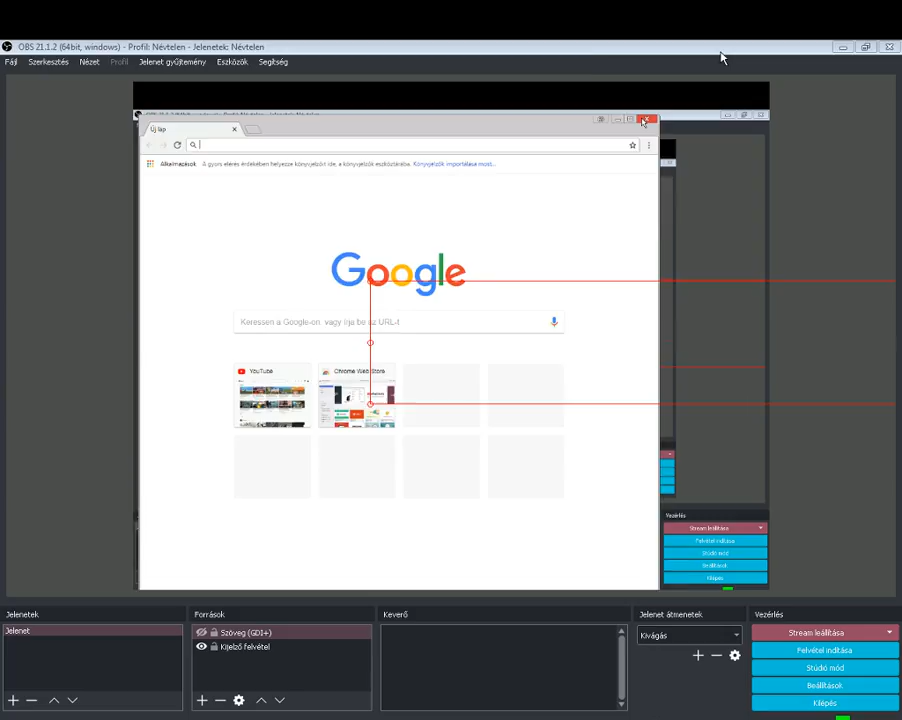 OBS 21.1.2 (64bit, windows) - Profil: Névtelen - Jelenetek: Névtelen
Fájl Szerkesztés Nézet Profil Jelenet gyűjtemény Eszközök Segítség
Új lap
Alkalmazások A gyors elérés érdekében helyezze könyvjelzőit ide, a könyvjelzők eszköztárába. Könyvjelzők importálása most...
Google
Keressen a Google-on, vagy írja be az URL-t
YouTube Chrome Web Store
Vezérlés
Stream leállítása
Felvétel indítása
Stúdió mód
Beállítások
Kilépés
Jelenetek Források Keverő Jelenet átmenetek Vezérlés
Jelenet Szöveg (GDI+) Kivágás Stream leállítása
Kijelző felvétel Felvétel indítása
Stúdió mód
Beállítások
Kilépés